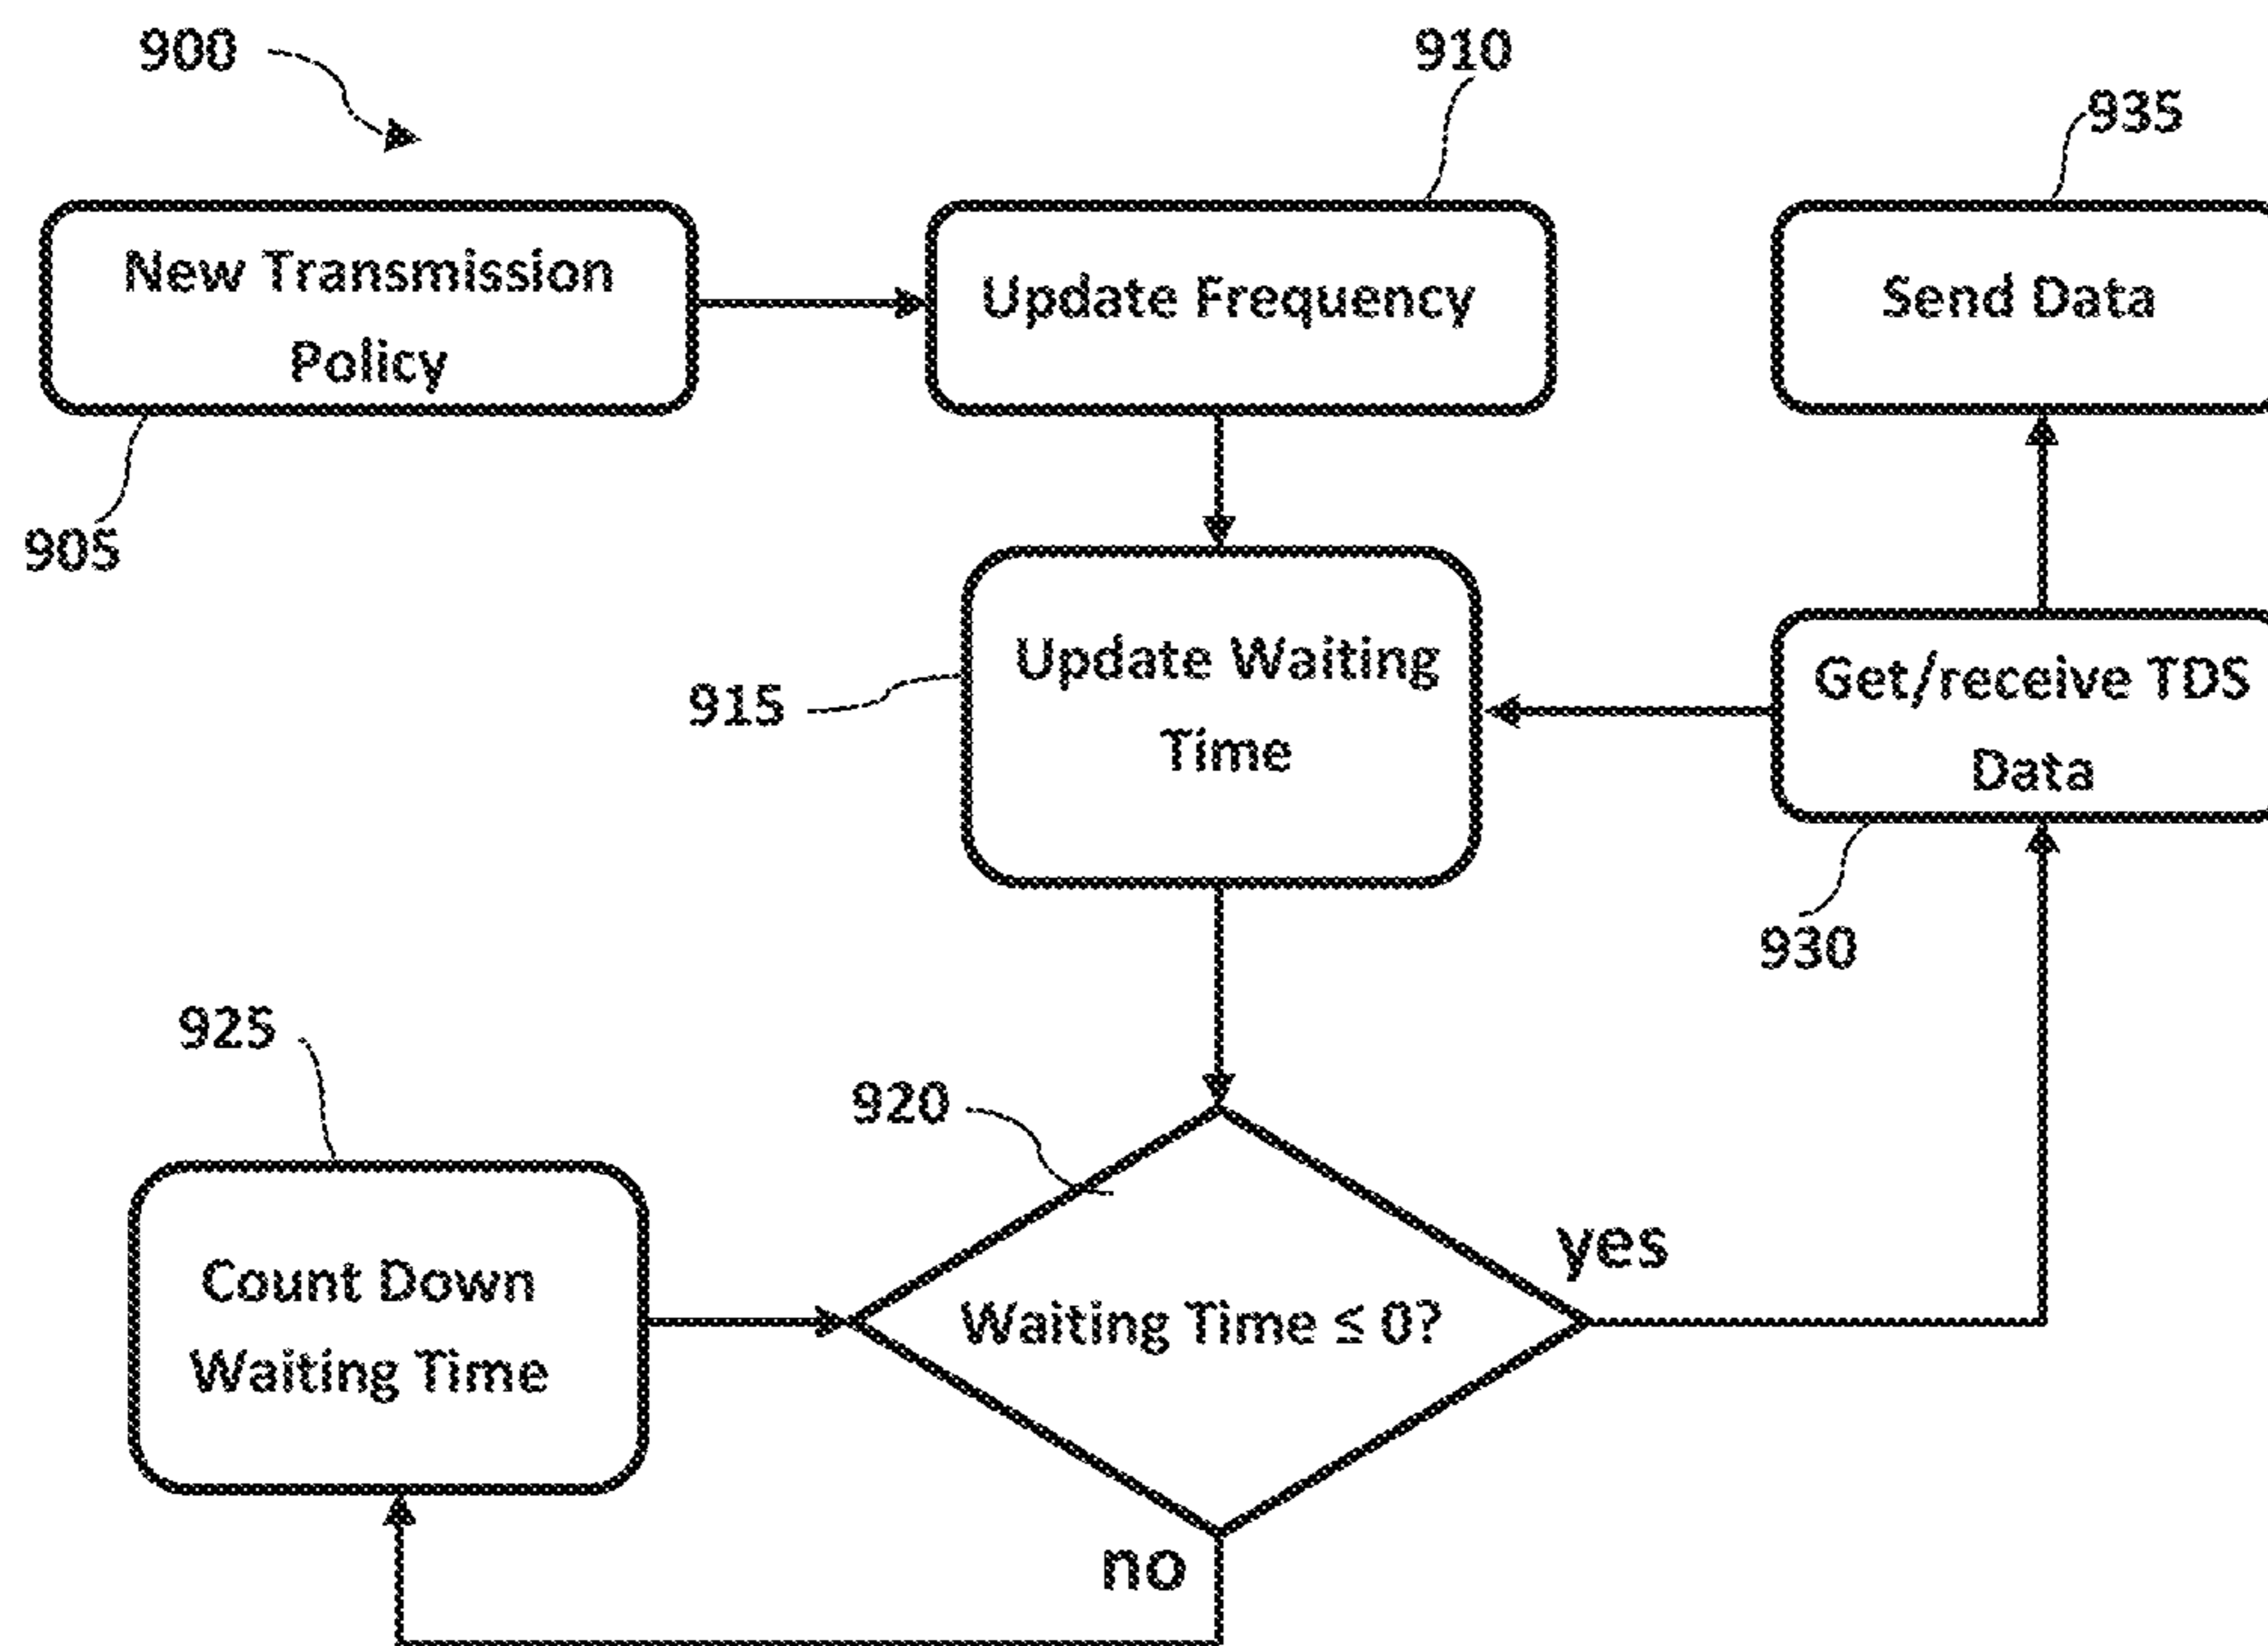 900
910
935
New Transmission
Policy
Update Frequency
Send Data
905
Update Waiting
Time
915
Get/receive TDS
Data
930
925
920
Count Down
Waiting Time
Waiting Time ≤ 0?
yes
no